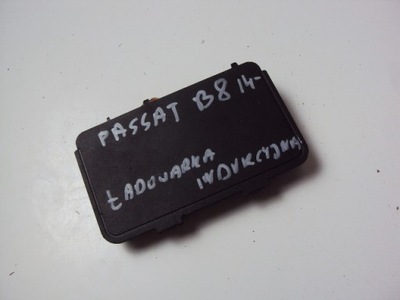 PASSAT B8 14-
ŁADOWARKA INDUKCYJNA